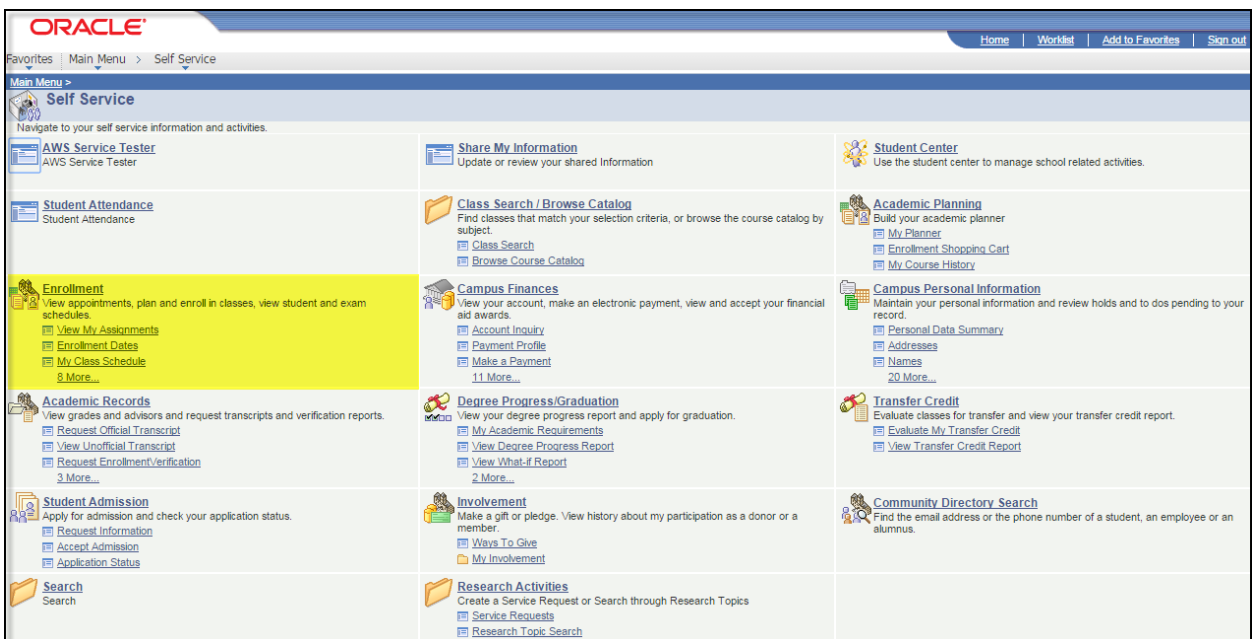 ORACLE'
Home | Worklist | Add to Favorites | Sign out
Favorites Main Menu > Self Service
Main Menu >
Self Service
Navigate to your self service information and activities.
AWS Service Tester
AWS Service Tester
Share My Information
Update or review your shared Information
Student Center
Use the student center to manage school related activities.
Student Attendance
Student Attendance
Class Search / Browse Catalog
Find classes that match your selection criteria, or browse the course catalog by
subject.
Class Search
Browse Course Catalog
Academic Planning
Build your academic planner
My Planner
Enrollment Shopping Cart
My Course History
Enrollment
View appointments, plan and enroll in classes, view student and exam
schedules.
View My Assignments
Enrollment Dates
My Class Schedule
8 More...
Campus Finances
View your account, make an electronic payment, view and accept your financial
aid awards.
Account Inquiry
Payment Profile
Make a Payment
11 More...
Campus Personal Information
Maintain your personal information and review holds and to dos pending to your
record.
Personal Data Summary
Addresses
Names
20 More...
Academic Records
View grades and advisors and request transcripts and verification reports.
Request Official Transcript
View Unofficial Transcript
Request EnrollmentVerification
3 More...
Degree Progress/Graduation
View your degree progress report and apply for graduation.
My Academic Requirements
View Degree Progress Report
View What-if Report
2 More...
Transfer Credit
Evaluate classes for transfer and view your transfer credit report.
Evaluate My Transfer Credit
View Transfer Credit Report
Student Admission
Apply for admission and check your application status.
Request Information
Accept Admission
Application Status
Involvement
Make a gift or pledge. View history about my participation as a donor or a
member.
Ways To Give
My Involvement
Community Directory Search
Find the email address or the phone number of a student, an employee or an
alumnus.
Search
Search
Research Activities
Create a Service Request or Search through Research Topics
Service Requests
Research Topic Search